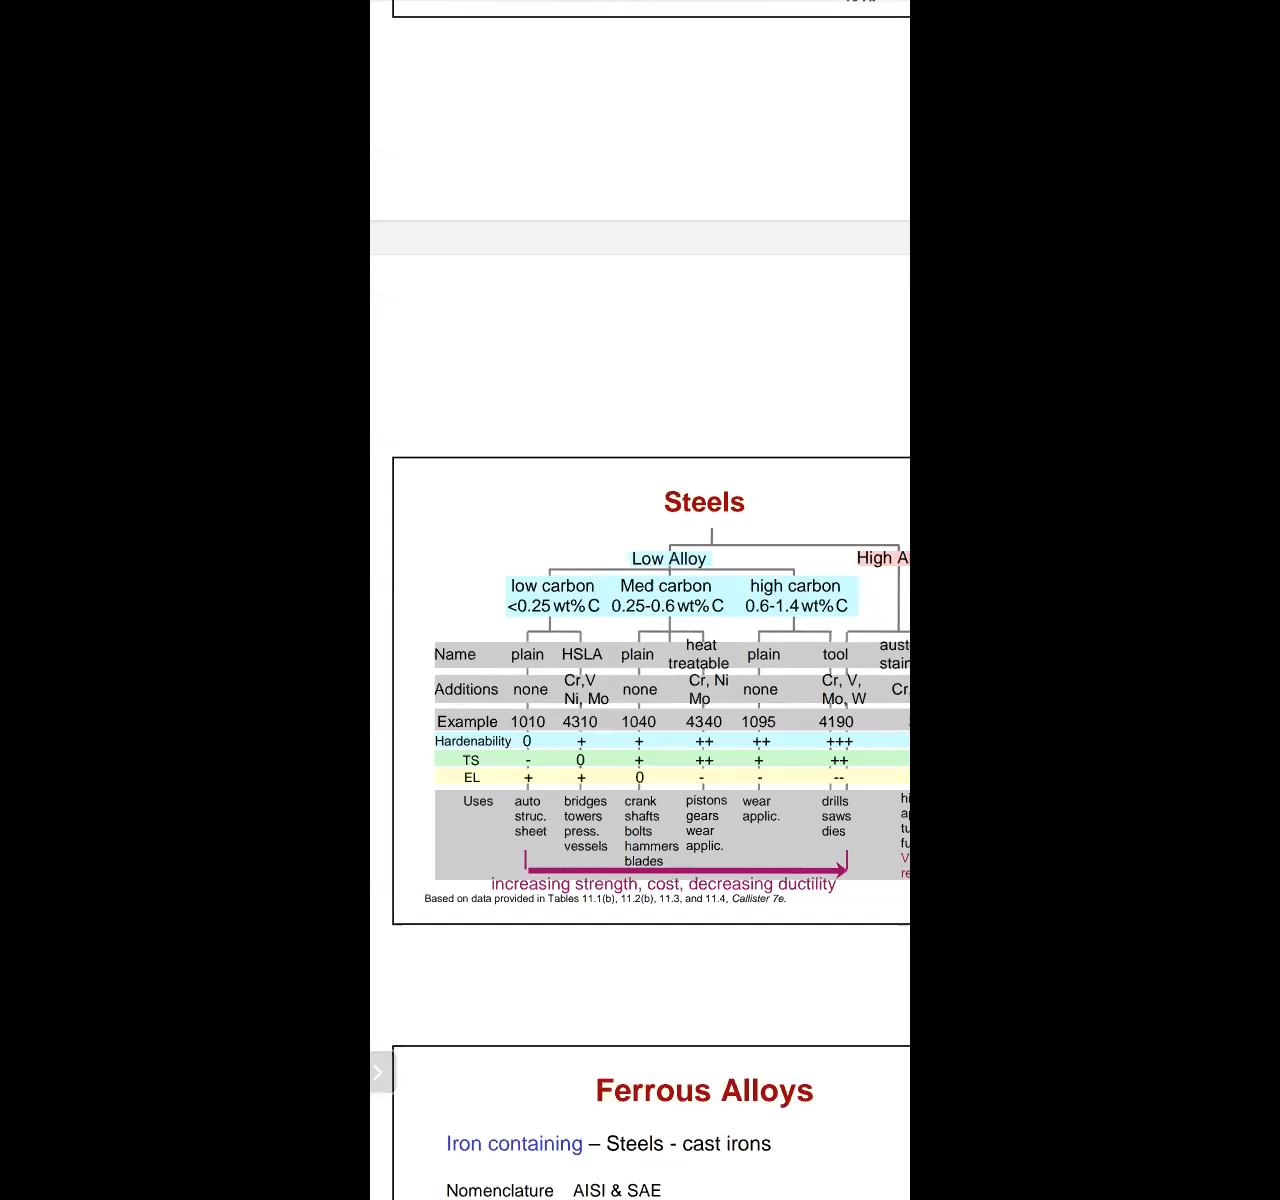 Steels
Low Alloy High A
low carbon Med carbon high carbon
<0.25 wt% C 0.25-0.6 wt% C 0.6-1.4 wt% C
Name plain HSLA plain heat treatable plain tool aust stain
Additions none Cr,V Ni, Mo none Cr, Ni Mo none Cr, V, Mo, W Cr
Example 1010 4310 1040 4340 1095 4190
Hardenability 0 + + ++ ++ +++
TS - 0 + ++ + ++
EL + + 0 - - --
Uses auto struc. sheet bridges towers press. vessels crank shafts bolts hammers blades pistons gears wear applic. wear applic. drills saws dies
increasing strength, cost, decreasing ductility
Based on data provided in Tables 11.1(b), 11.2(b), 11.3, and 11.4, Callister 7e.
Ferrous Alloys
Iron containing – Steels - cast irons
Nomenclature AISI & SAE